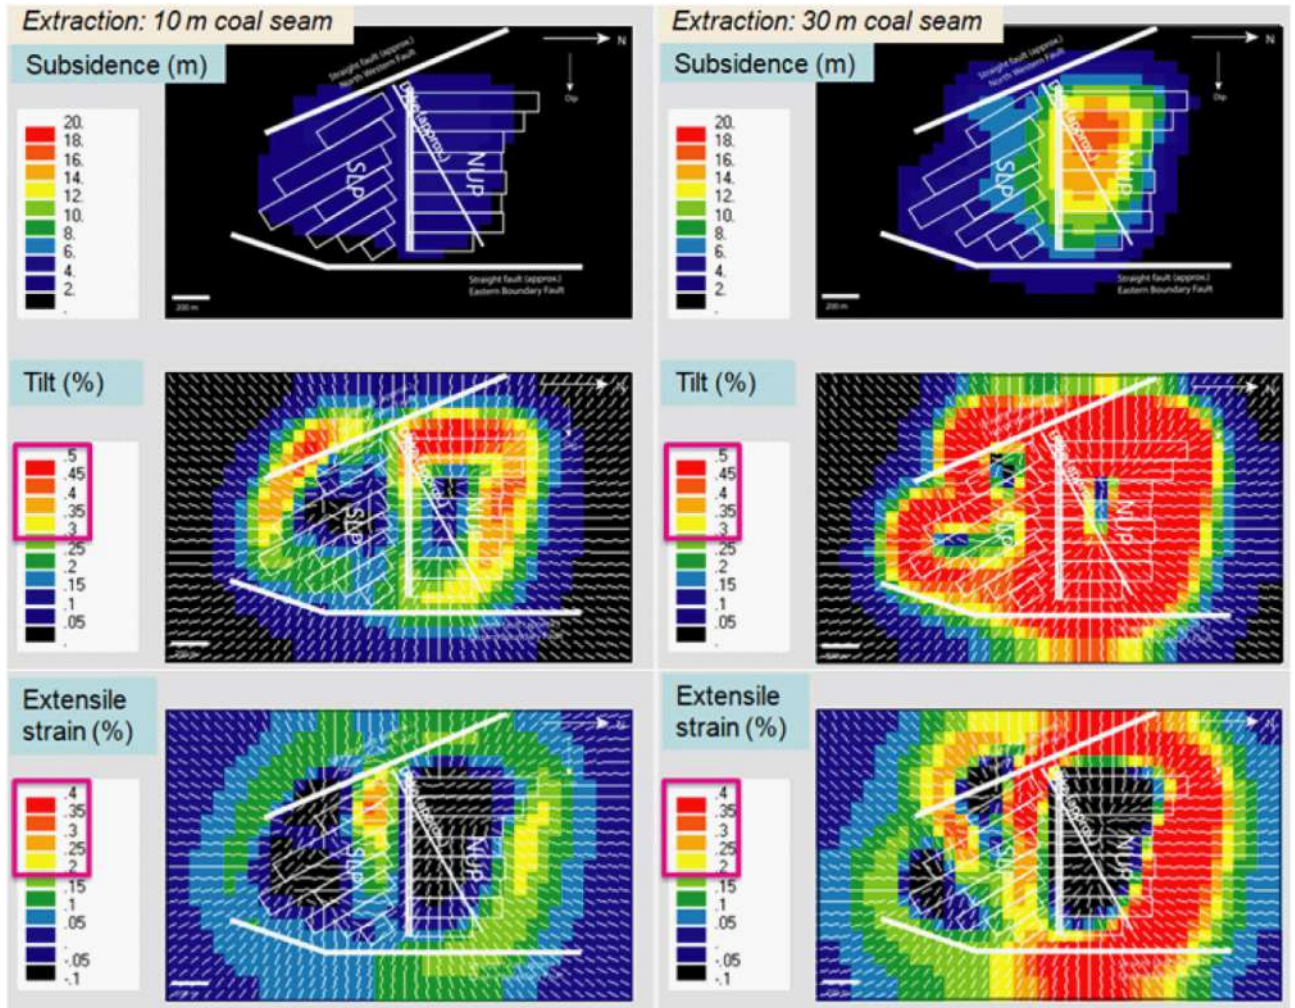 Extraction: 10 m coal seam
Subsidence (m)
20.
18.
16.
14.
12.
10.
8.
6.
4.
2.
.
Straight fault (approx.)
North Western Fault
N
Dip
(approx.)
SLP
NUP
Straight fault (approx.)
Eastern Boundary Fault
200 m
Extraction: 30 m coal seam
Subsidence (m)
20.
18.
16.
14.
12.
10.
8.
6.
4.
2.
.
Straight fault (approx.)
North Western Fault
N
Dip
(approx.)
SLP
NUP
Straight fault (approx.)
Eastern Boundary Fault
200 m
Tilt (%)
.5
.45
.4
.35
.3
.25
.2
.15
.1
.05
.
N
SLP
NUP
Tilt (%)
.5
.45
.4
.35
.3
.25
.2
.15
.1
.05
.
N
SLP
NUP
Extensile
strain (%)
.4
.35
.3
.25
.2
.15
.1
.05
.
-.05
-.1
N
SLP
NUP
Extensile
strain (%)
.4
.35
.3
.25
.2
.15
.1
.05
.
-.05
-.1
N
SLP
NUP